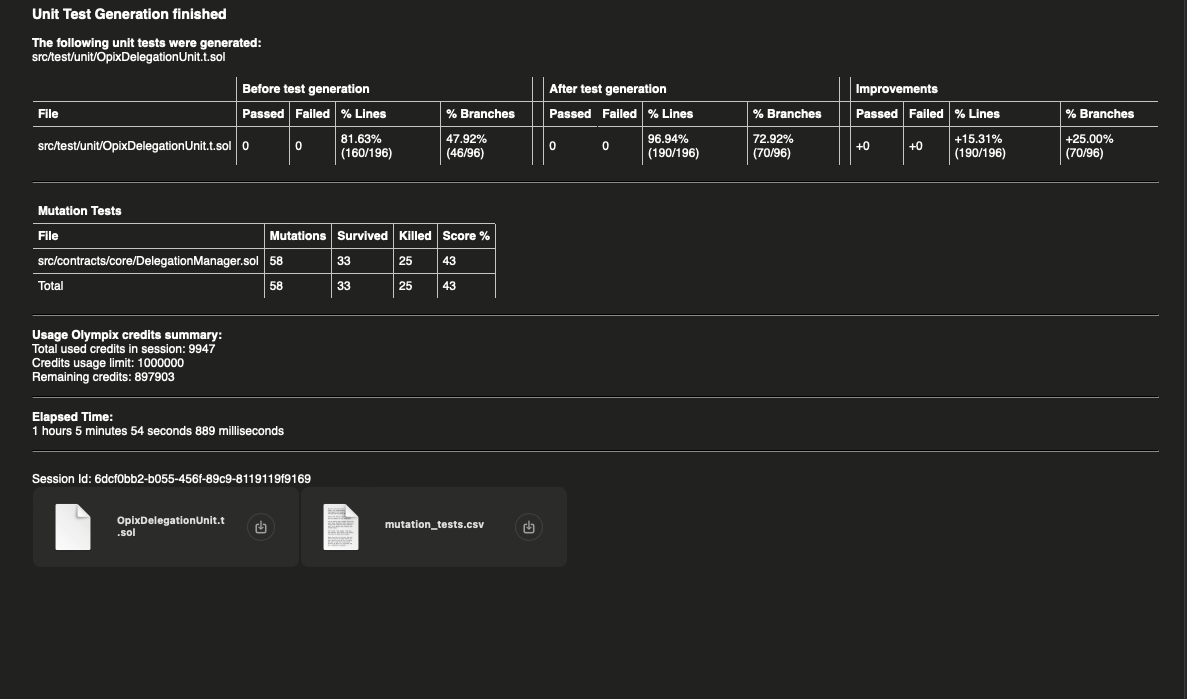 Unit Test Generation finished
The following unit tests were generated:
src/test/unit/OpixDelegationUnit.t.sol
Before test generation After test generation Improvements
File Passed Failed % Lines % Branches Passed Failed % Lines % Branches Passed Failed % Lines % Branches
src/test/unit/OpixDelegationUnit.t.sol 0 0 81.63% (160/196) 47.92% (46/96) 0 0 96.94% (190/196) 72.92% (70/96) +0 +0 +15.31% (190/196) +25.00% (70/96)
Mutation Tests
File Mutations Survived Killed Score %
src/contracts/core/DelegationManager.sol 58 33 25 43
Total 58 33 25 43
Usage Olympix credits summary:
Total used credits in session: 9947
Credits usage limit: 1000000
Remaining credits: 897903
Elapsed Time:
1 hours 5 minutes 54 seconds 889 milliseconds
Session Id: 6dcf0bb2-b055-456f-89c9-8119119f9169
OpixDelegationUnit.t
.sol
mutation_tests.csv